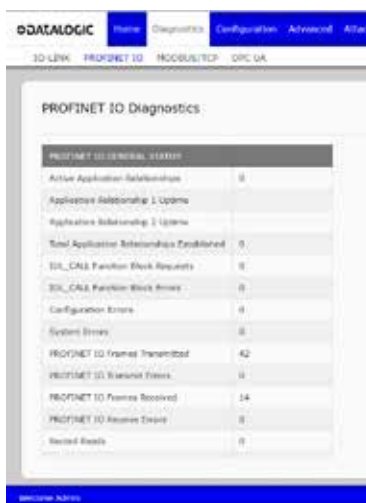 DATALOGIC Home Diagnostics Configuration Advanced
IO-LINK PROFINET IO MODBUS/TCP OPC UA
PROFINET IO Diagnostics
PROFINET IO GENERAL STATUS
Active Application Relationships 0
Application Relationship 1 Uptime
Application Relationship 2 Uptime
Total Application Relationships Established 0
IOL_CALL Function Block Requests 0
IOL_CALL Function Block Errors 0
Configuration Errors 0
System Errors 0
PROFINET IO Frames Transmitted 42
PROFINET IO Transmit Errors 0
PROFINET IO Frames Received 14
PROFINET IO Receive Errors 0
Record Reads 0
Welcome Admin